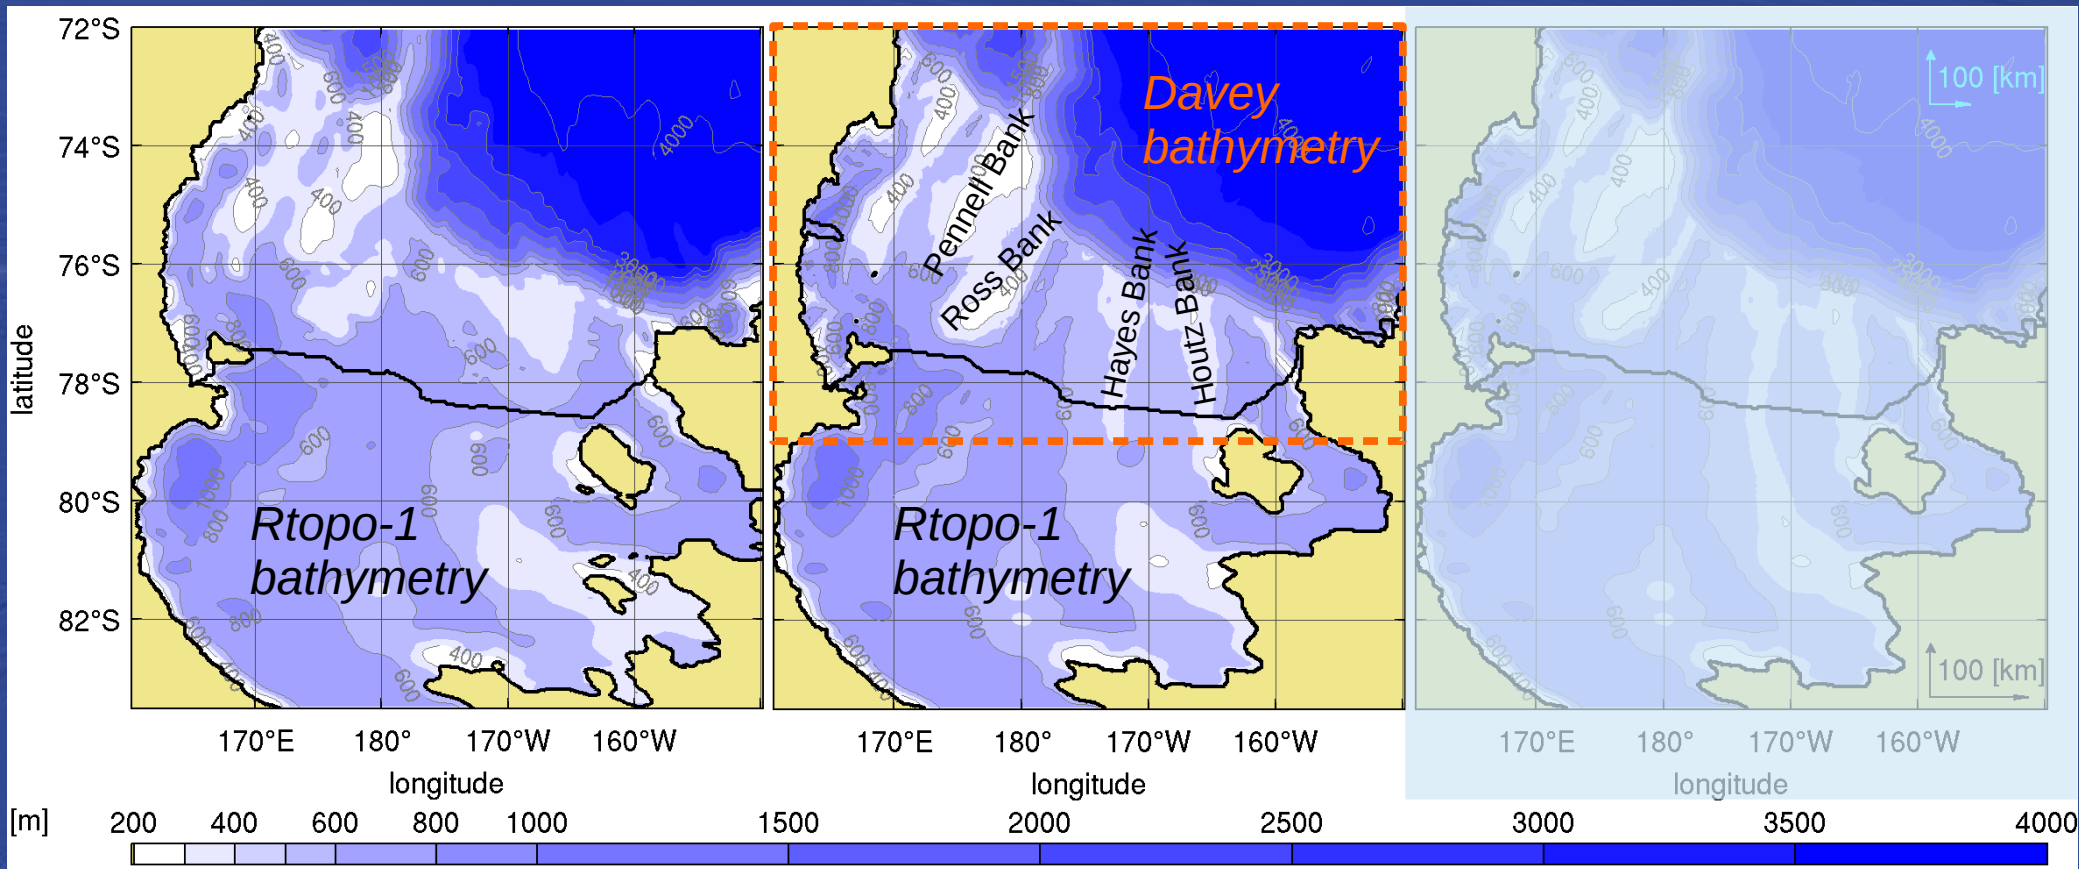 72°S
74°S
76°S
78°S
80°S
82°S
latitude
Rtopo-1
bathymetry
170°E 180° 170°W 160°W
longitude
Davey
bathymetry
Pennell Bank
Ross Bank
Hayes Bank
Houtz Bank
Rtopo-1
bathymetry
170°E 180° 170°W 160°W
longitude
100 [km]
100 [km]
170°E 180° 170°W 160°W
longitude
[m] 200 400 600 800 1000 1500 2000 2500 3000 3500 4000